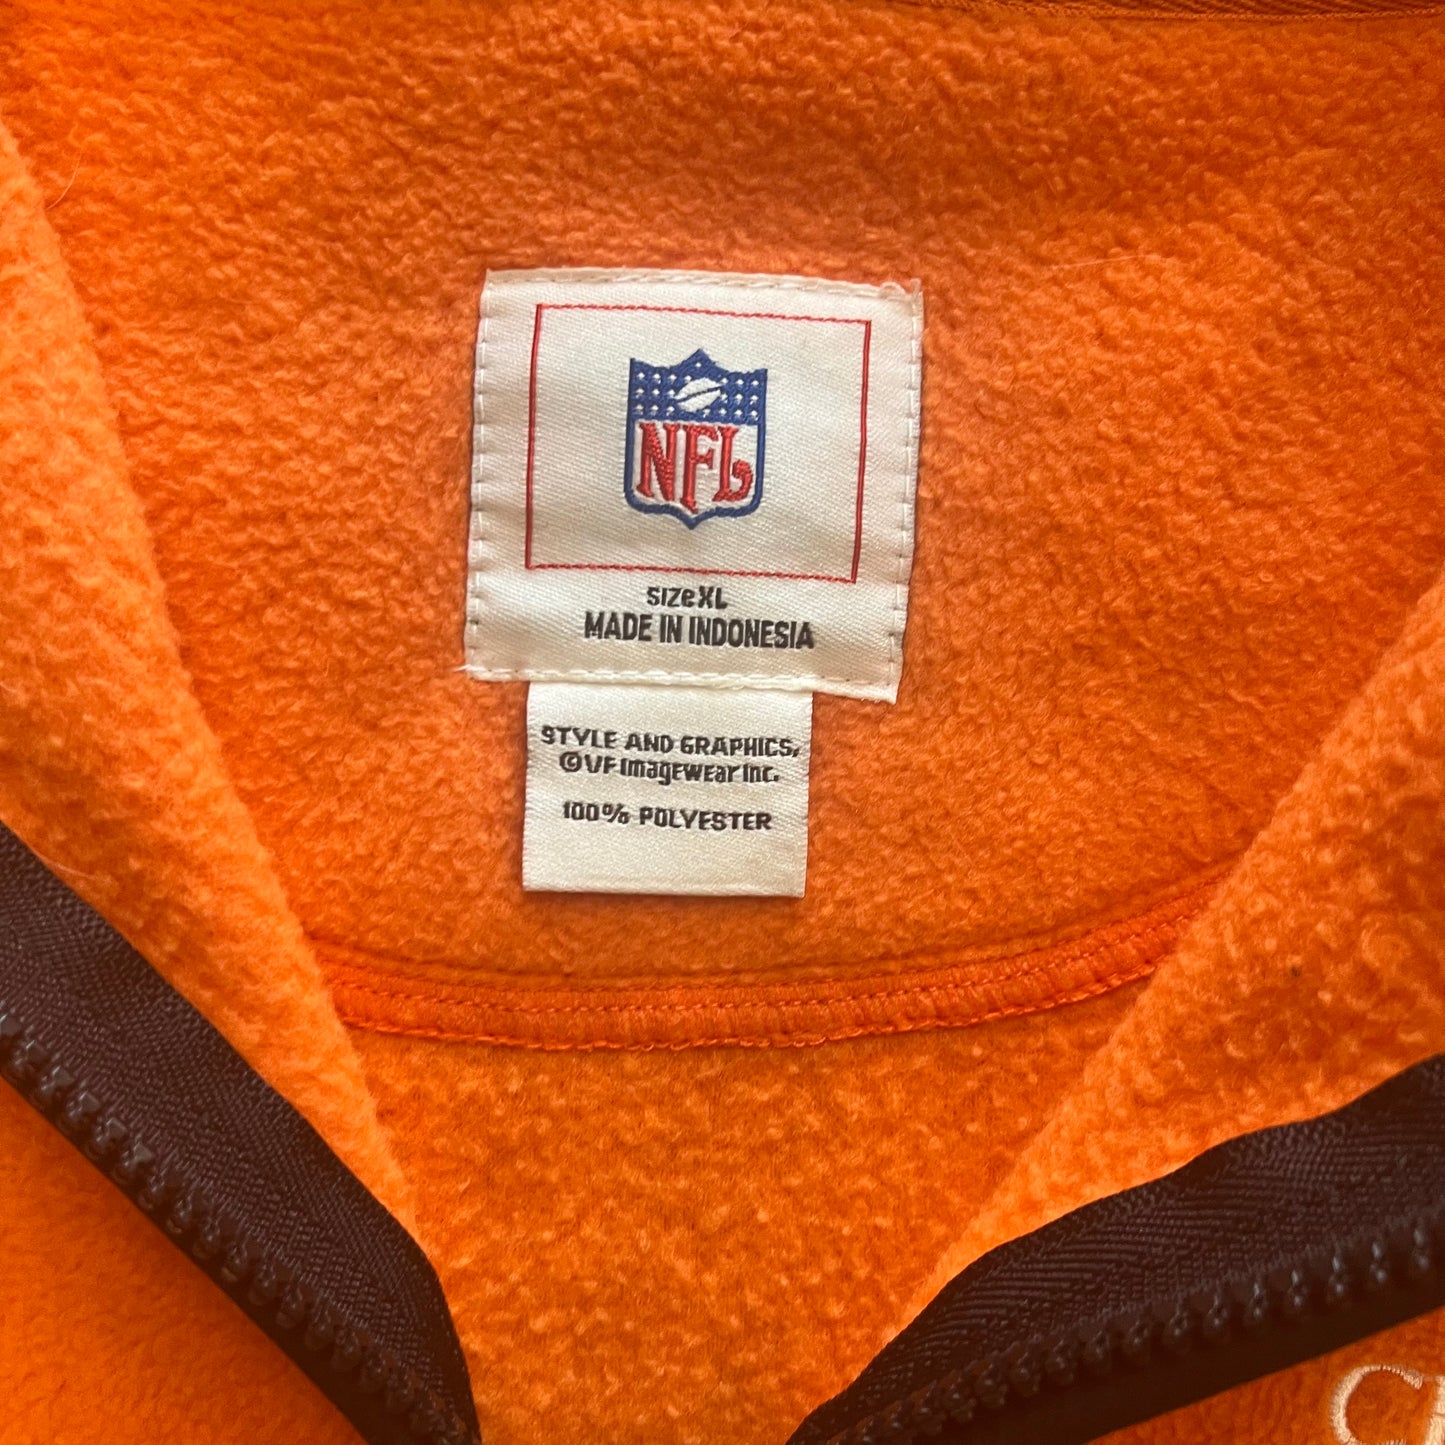 NFL
SIZE XL
MADE IN INDONESIA
STYLE AND GRAPHICS,
© VF Imagewear Inc.
100% POLYESTER